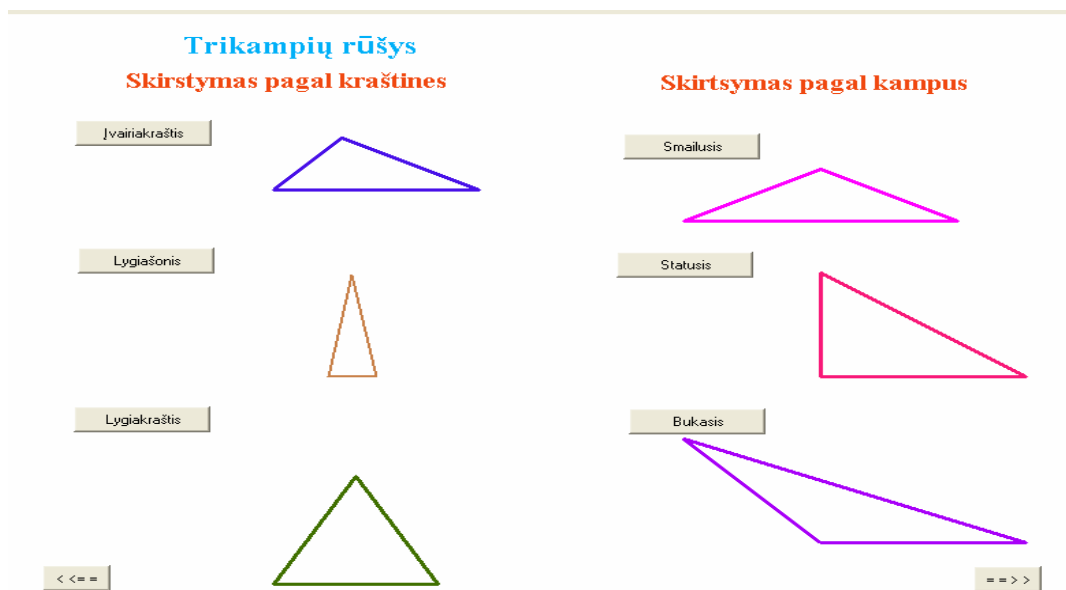 Trikampių rūšys
Skirstymas pagal kraštines
Įvairiakraštis
Lygiašonis
Lygiakraštis
< <= =
Skirtsymas pagal kampus
Smailusis
Statusis
Bukasis
= = > >